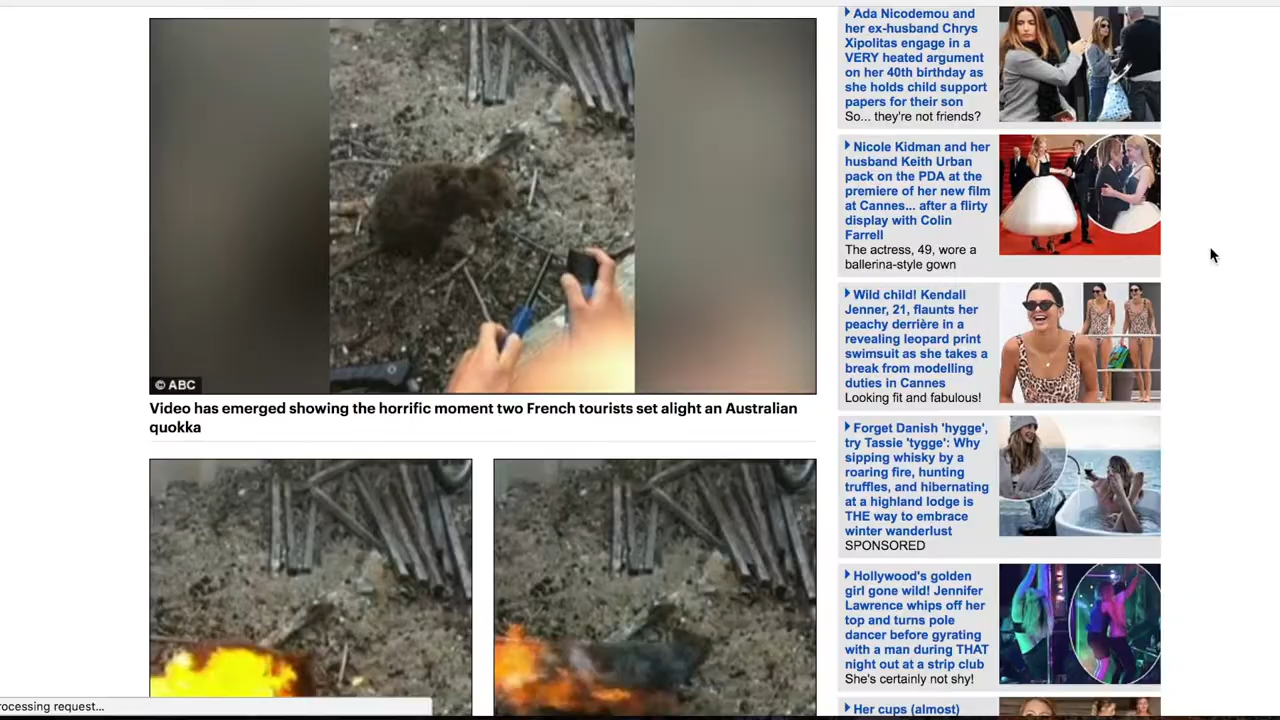 © ABC
Video has emerged showing the horrific moment two French tourists set alight an Australian
quokka
Ada Nicodemou and
her ex-husband Chrys
Xipolitas engage in a
VERY heated argument
on her 40th birthday as
she holds child support
papers for their son
So... they're not friends?
Nicole Kidman and her
husband Keith Urban
pack on the PDA at the
premiere of her new film
at Cannes... after a flirty
display with Colin
Farrell
The actress, 49, wore a
ballerina-style gown
Wild child! Kendall
Jenner, 21, flaunts her
peachy derrière in a
revealing leopard print
swimsuit as she takes a
break from modelling
duties in Cannes
Looking fit and fabulous!
Forget Danish 'hygge',
try Tassie 'tygge': Why
sipping whisky by a
roaring fire, hunting
truffles, and hibernating
at a highland lodge is
THE way to embrace
winter wanderlust
SPONSORED
Hollywood's golden
girl gone wild! Jennifer
Lawrence whips off her
top and turns pole
dancer before gyrating
with a man during THAT
night out at a strip club
She's certainly not shy!
Her cups (almost)
rocessing request...